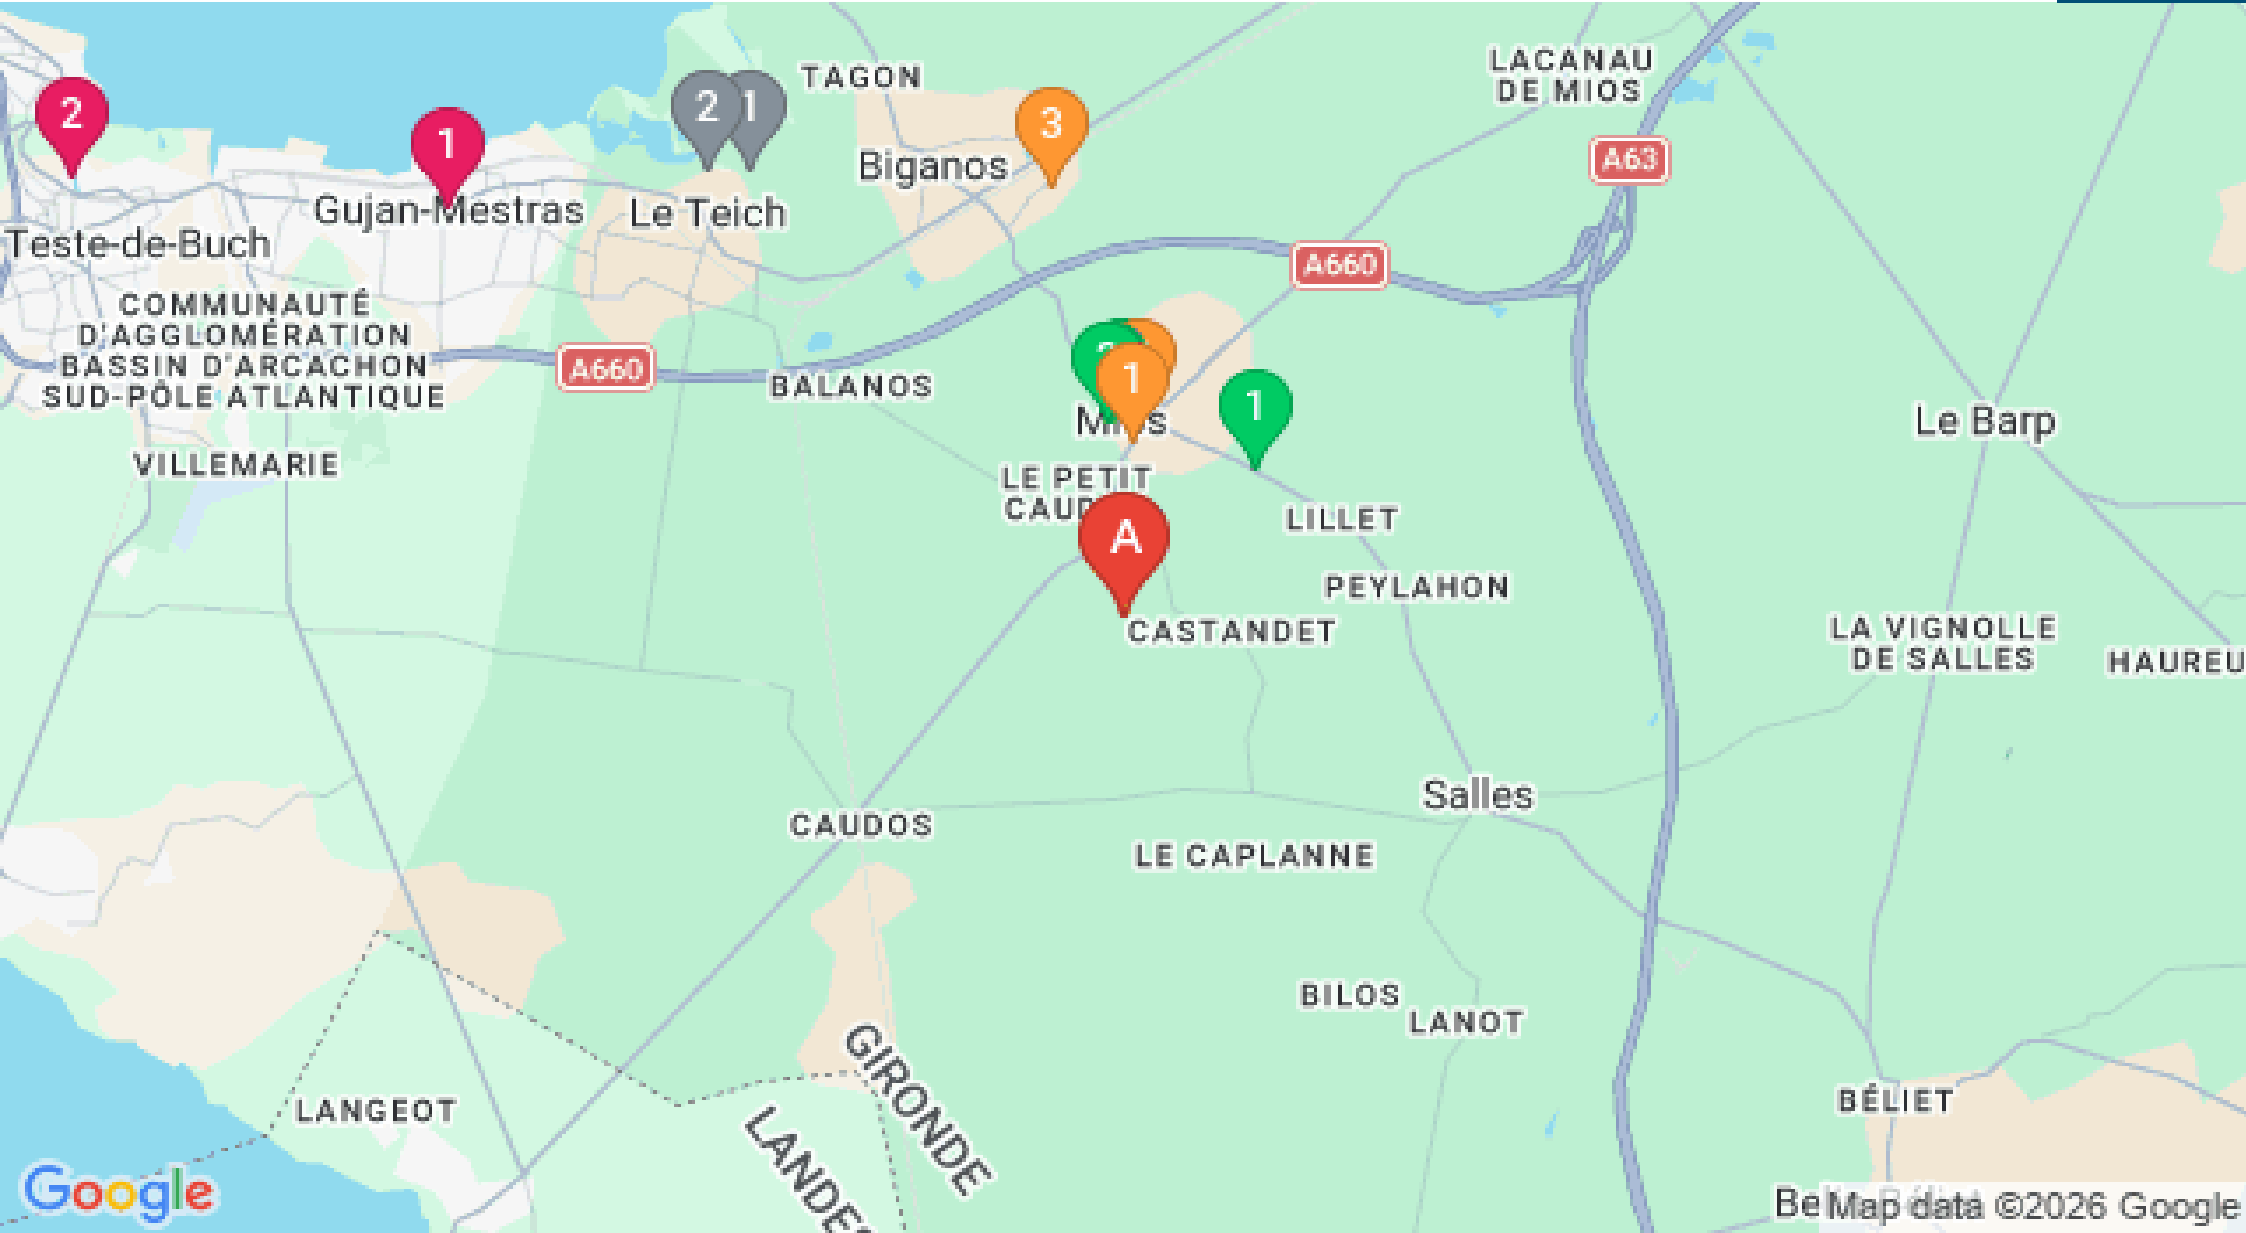 LACANAU
DE MIOS
TAGON
2
1
3
2
1
Biganos
A63
Gujan-Mestras
Le Teich
Teste-de-Buch
A660
COMMUNAUTÉ
D'AGGLOMÉRATION
BASSIN D'ARCACHON
SUD-PÔLE ATLANTIQUE
A660
BALANOS
1
1
Mios
Le Barp
VILLEMARIE
LE PETIT
LILLET
A
PEYLAHON
CASTANDET
LA VIGNOLLE
DE SALLES
HAUREU
Salles
CAUDOS
LE CAPLANNE
BILOS
LANOT
GIRONDE
LANDES
LANGEOT
BÉLIET
Google
Map data ©2026 Google